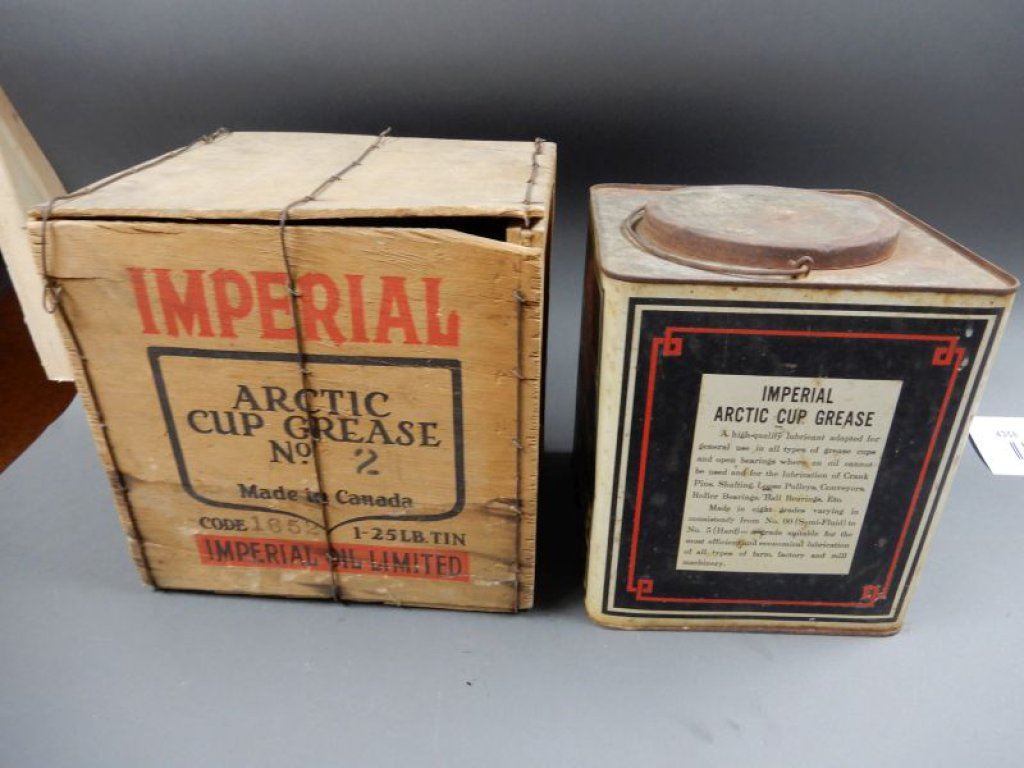 IMPERIAL
ARCTIC
CUP GREASE
No 2
Made in Canada
CODE 1652 1-25 LB. TIN
IMPERIAL OIL LIMITED
IMPERIAL
ARCTIC CUP GREASE
A high-quality lubricant adapted for
general use in all types of grease cups
and open bearings where an oil cannot
be used and for the lubrication of Crank
Pins, Shafting, Loose Pulleys, Conveyors,
Roller Bearings, Ball Bearings, Etc.
Made in eight grades varying in
consistency from No. 00 (Semi-Fluid) to
No. 5 (Hard)— a grade suitable for the
most efficient and economical lubrication
of all types of farm, factory and mill
machinery.